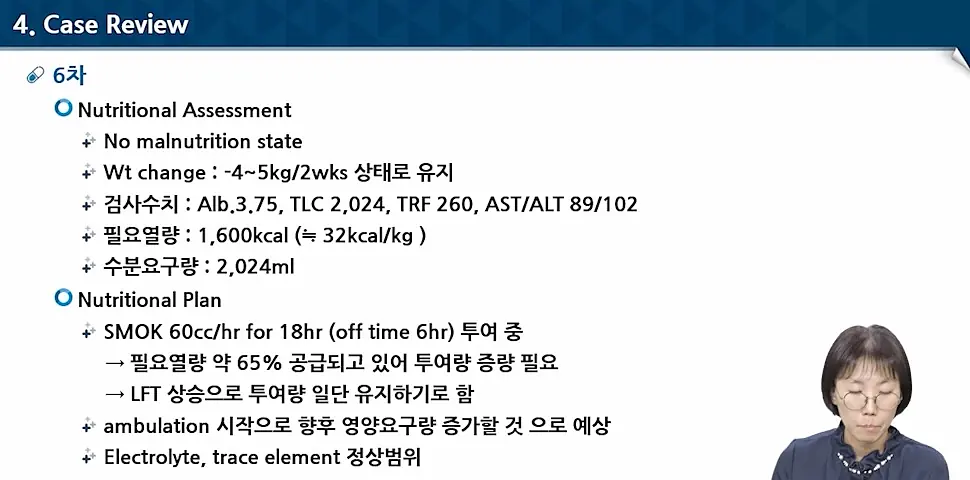 4. Case Review
6차
Nutritional Assessment
No malnutrition state
Wt change : -4~5kg/2wks 상태로 유지
검사수치 : Alb.3.75, TLC 2,024, TRF 260, AST/ALT 89/102
필요열량 : 1,600kcal (≒ 32kcal/kg )
수분요구량 : 2,024ml
Nutritional Plan
SMOK 60cc/hr for 18hr (off time 6hr) 투여 중
→ 필요열량 약 65% 공급되고 있어 투여량 증량 필요
→ LFT 상승으로 투여량 일단 유지하기로 함
ambulation 시작으로 향후 영양요구량 증가할 것 으로 예상
Electrolyte, trace element 정상범위